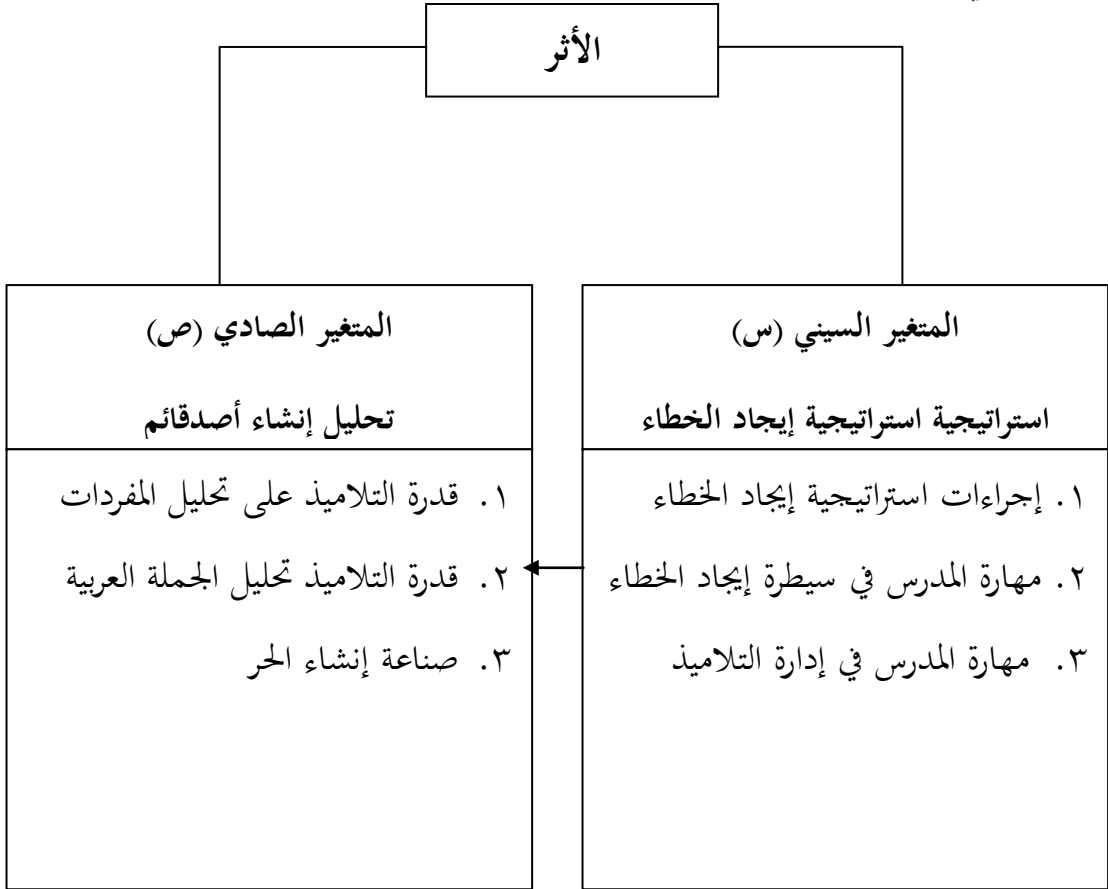 الأثر
المتغير السيني (س)
استراتيجية استراتيجية إيجاد الخطاء
١. إجراءات استراتيجية إيجاد الخطاء
٢. مهارة المدرس في سيطرة إيجاد الخطاء
٣. مهارة المدرس في إدارة التلاميذ
المتغير الصادي (ص)
تحليل إنشاء أصدقائم
١. قدرة التلاميذ على تحليل المفردات
٢. قدرة التلاميذ تحليل الجملة العربية
٣. صناعة إنشاء الحر